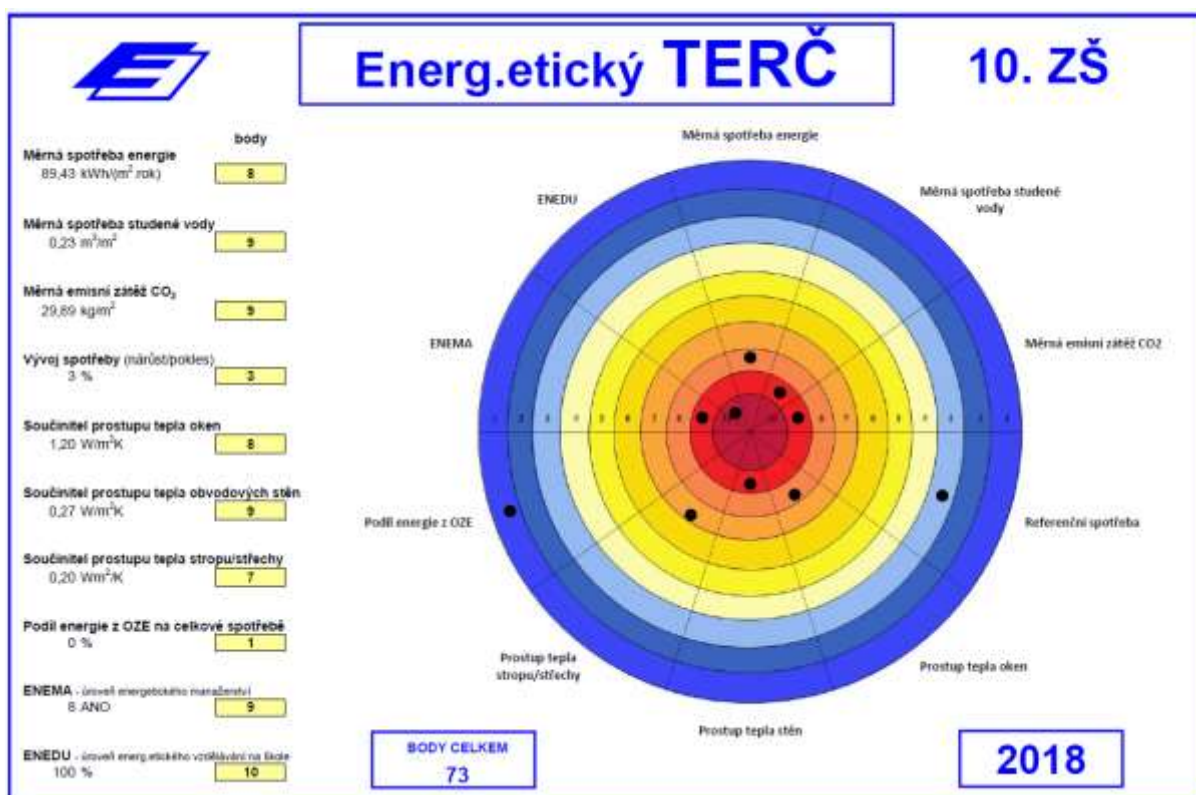 Energ.etický TERČ
10. ZŠ
body
Měrná spotřeba energie
89,43 kWh/(m² rok)
8
Měrná spotřeba studené vody
0,23 m³/m²
9
Měrná emisní zátěž CO₂
29,89 kg/m²
9
Vývoj spotřeby (nárůst/pokles)
3 %
3
Součinitel prostupu tepla oken
1,20 W/m²K
8
Součinitel prostupu tepla obvodových stěn
0,27 W/m²K
9
Součinitel prostupu tepla stropu/střechy
0,20 Wm²/K
7
Podíl energie z OZE na celkové spotřebě
0 %
1
ENEMA - úroveň energetického manažerství
8 ANO
9
ENEDU - úroveň energ.etického vzdělávání na škole
100 %
10
Měrná spotřeba energie
Měrná spotřeba studené
vody
Měrná emisní zátěž CO2
Referenční spotřeba
Prostup tepla oken
Prostup tepla stěn
Prostup tepla
stropu/střechy
Podíl energie z OZE
ENEMA
ENEDU
BODY CELKEM
73
2018